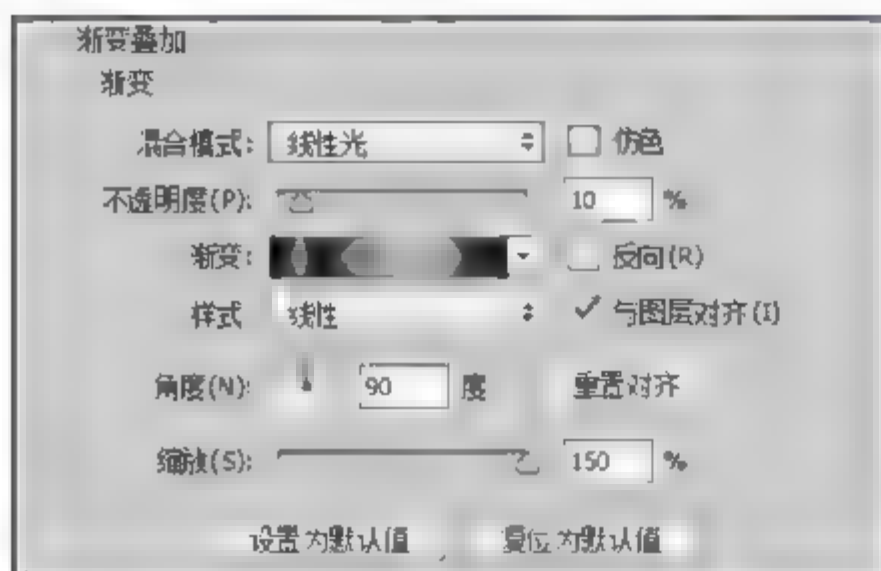 渐变叠加
渐变
混合模式: 线性光 仿色
不透明度(P): 10 %
渐变: 反向(R)
样式 线性 与图层对齐(I)
角度(N): 90 度 重置对齐
缩放(S): 150 %
设置为默认值 复位为默认值